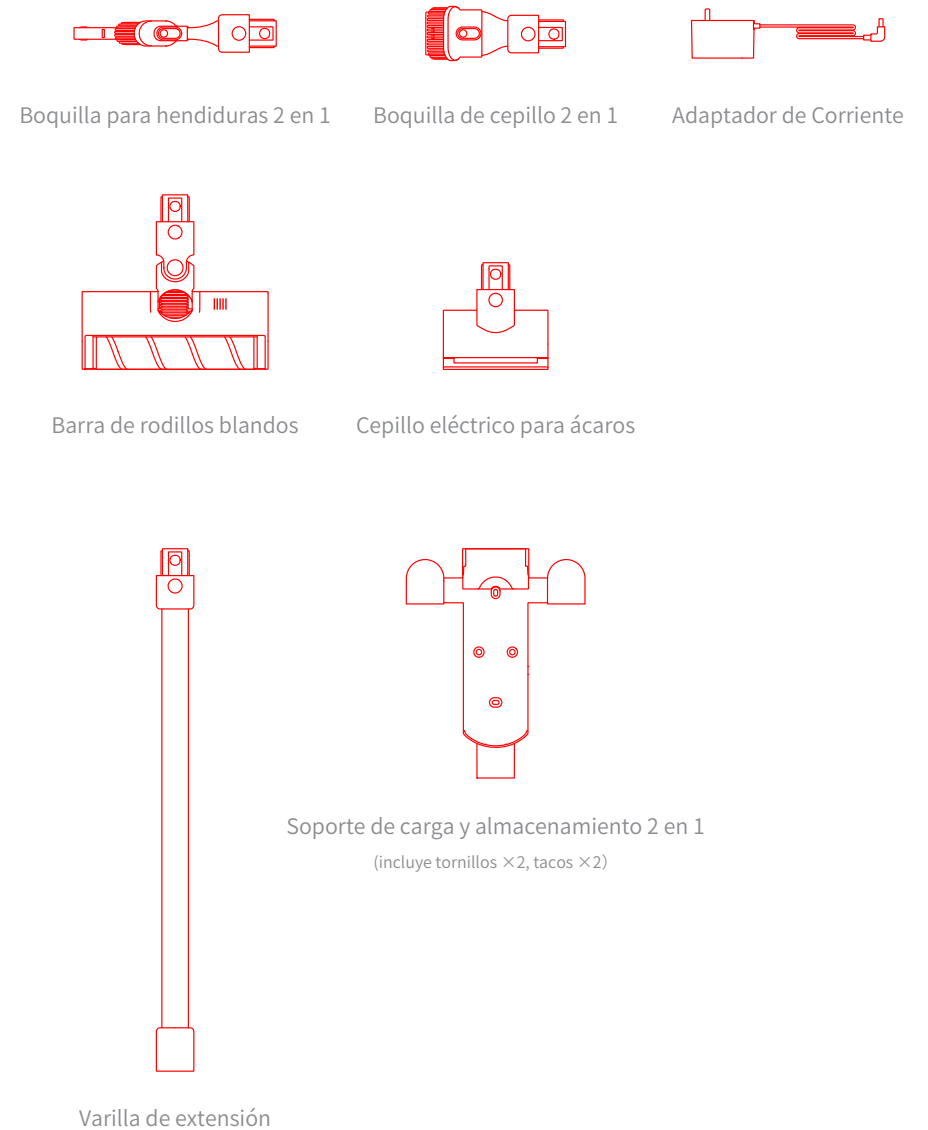 Boquilla para hendiduras 2 en 1
Boquilla de cepillo 2 en 1
Adaptador de Corriente
Barra de rodillos blandos
Cepillo eléctrico para ácaros
Soporte de carga y almacenamiento 2 en 1
(incluye tornillos ×2, tacos ×2）
Varilla de extensión